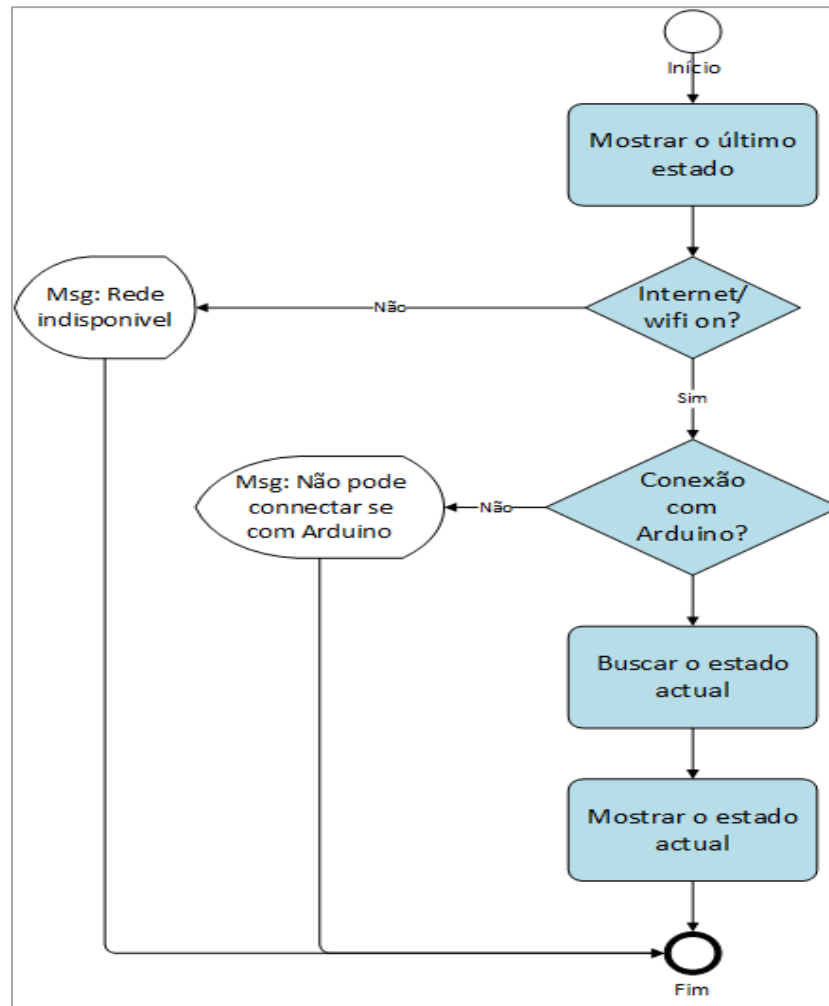 Início
Mostrar o último
estado
Internet/
wifi on?
Não
Msg: Rede
indisponivel
Sim
Conexão
com
Arduino?
Não
Msg: Não pode
connectar se
com Arduino
Buscar o estado
actual
Mostrar o estado
actual
Fim